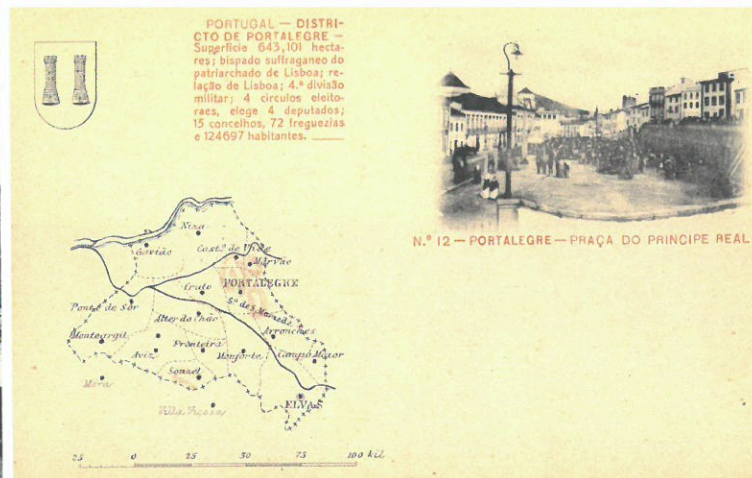 PORTUGAL — DISTRI-
CTO DE PORTALEGRE —
Superficie 643,101 hecta-
res; bispado suffraganeo do
patriarchado de Lisboa; re-
lação de Lisboa; 4.ª divisão
militar; 4 circulos eleito-
raes, elege 4 deputados;
15 concelhos, 72 freguezias
e 124697 habitantes.
N.º 12 — PORTALEGRE — PRAÇA DO PRINCIPE REAL
Niza
Gavião
Castº de Vide
Marvão
PORTALEGRE
Crato
Ponte de Sôr
Alter do Chão
Montargil
Arronches
Aviz
Fronteira
Monforte
Campo Maior
Souzel
Mora
ELVAS
Villa Viçosa
25 0 25 50 75 100 kil